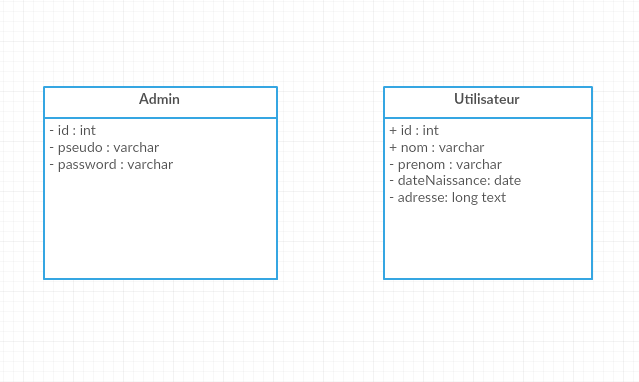 Admin
- id : int
- pseudo : varchar
- password : varchar
Utilisateur
+ id : int
+ nom : varchar
- prenom : varchar
- dateNaissance: date
- adresse: long text